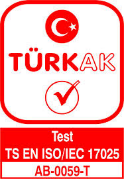 TÜRKAK
Test
TS EN ISO/IEC 17025
AB-0059-T